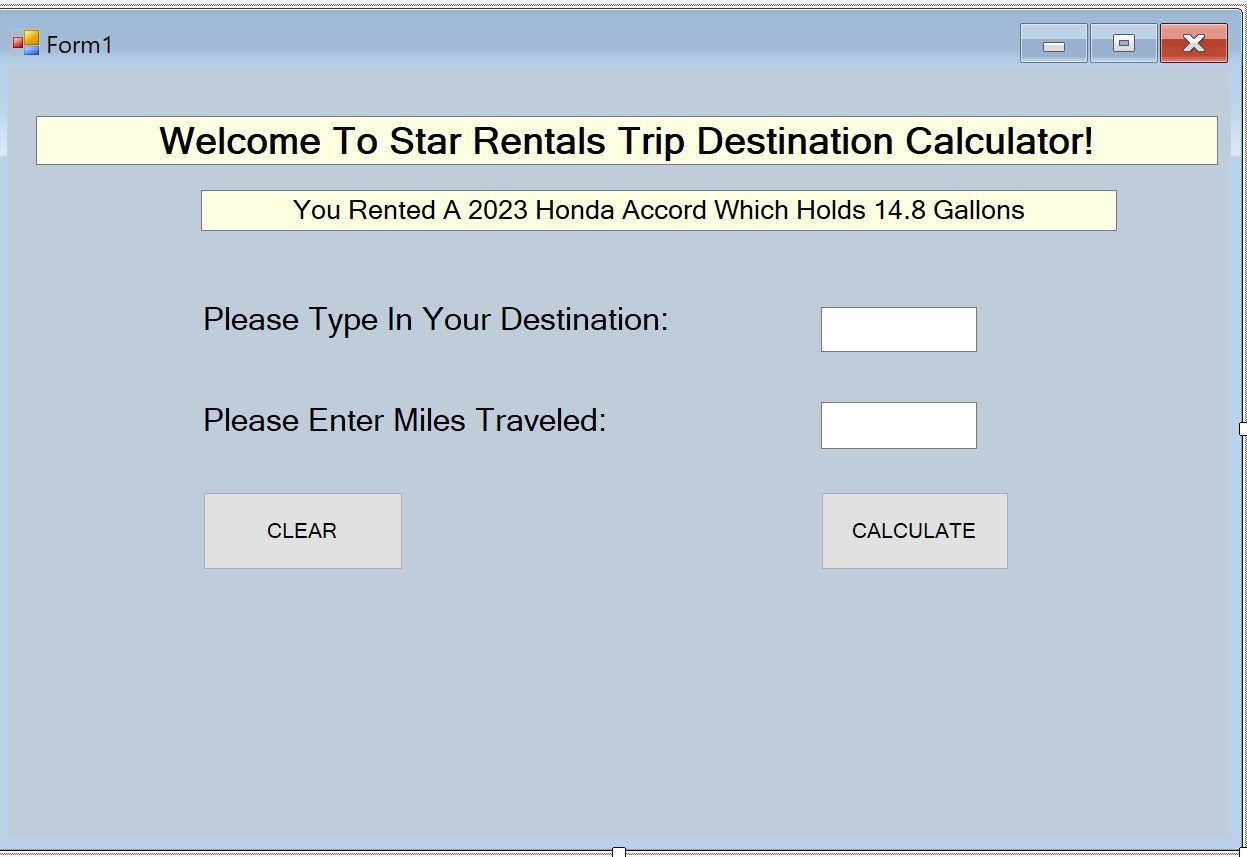 Form1
Welcome To Star Rentals Trip Destination Calculator!
You Rented A 2023 Honda Accord Which Holds 14.8 Gallons
Please Type In Your Destination:
Please Enter Miles Traveled:
CLEAR
CALCULATE